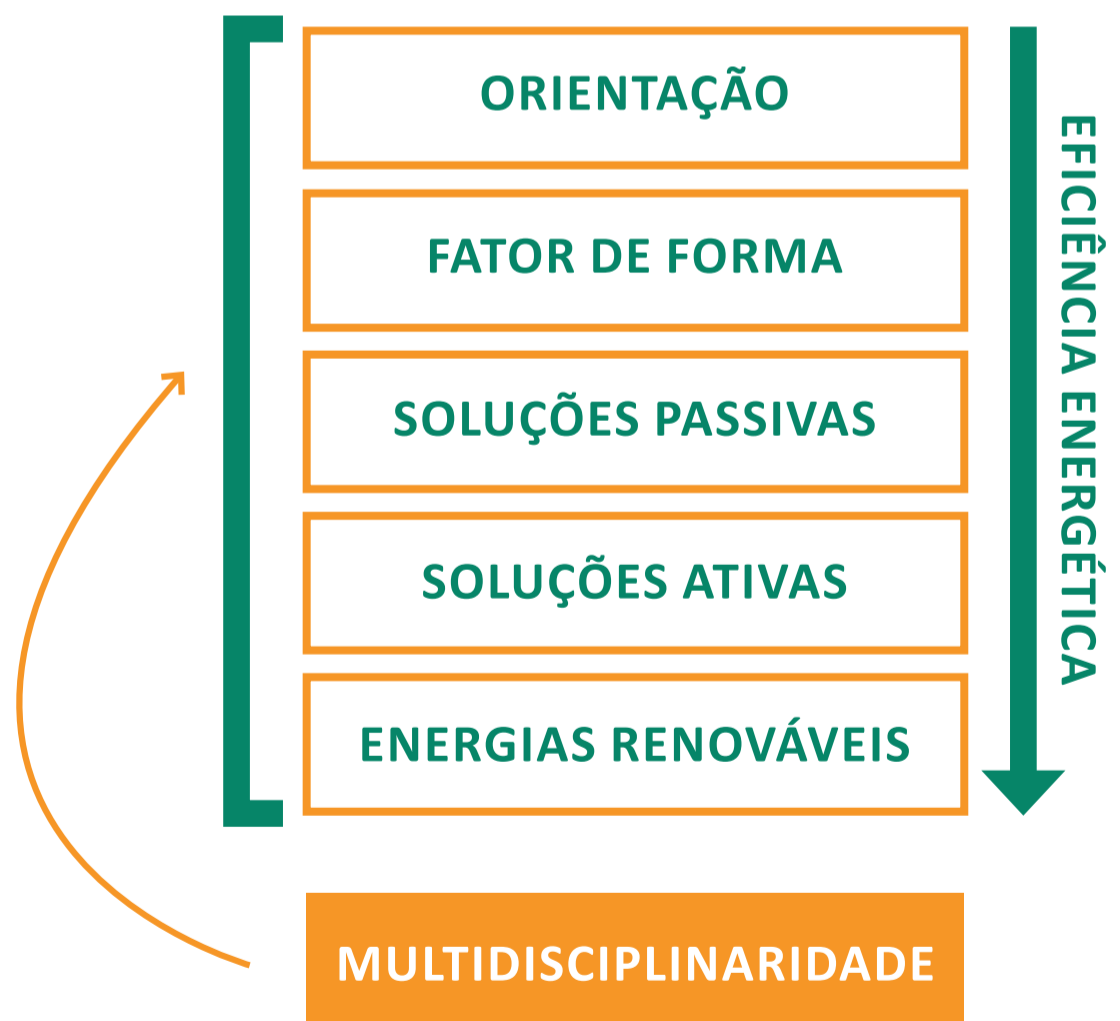 ORIENTAÇÃO
FATOR DE FORMA
SOLUÇÕES PASSIVAS
SOLUÇÕES ATIVAS
ENERGIAS RENOVÁVEIS
EFICIÊNCIA ENERGÉTICA
MULTIDISCIPLINARIDADE